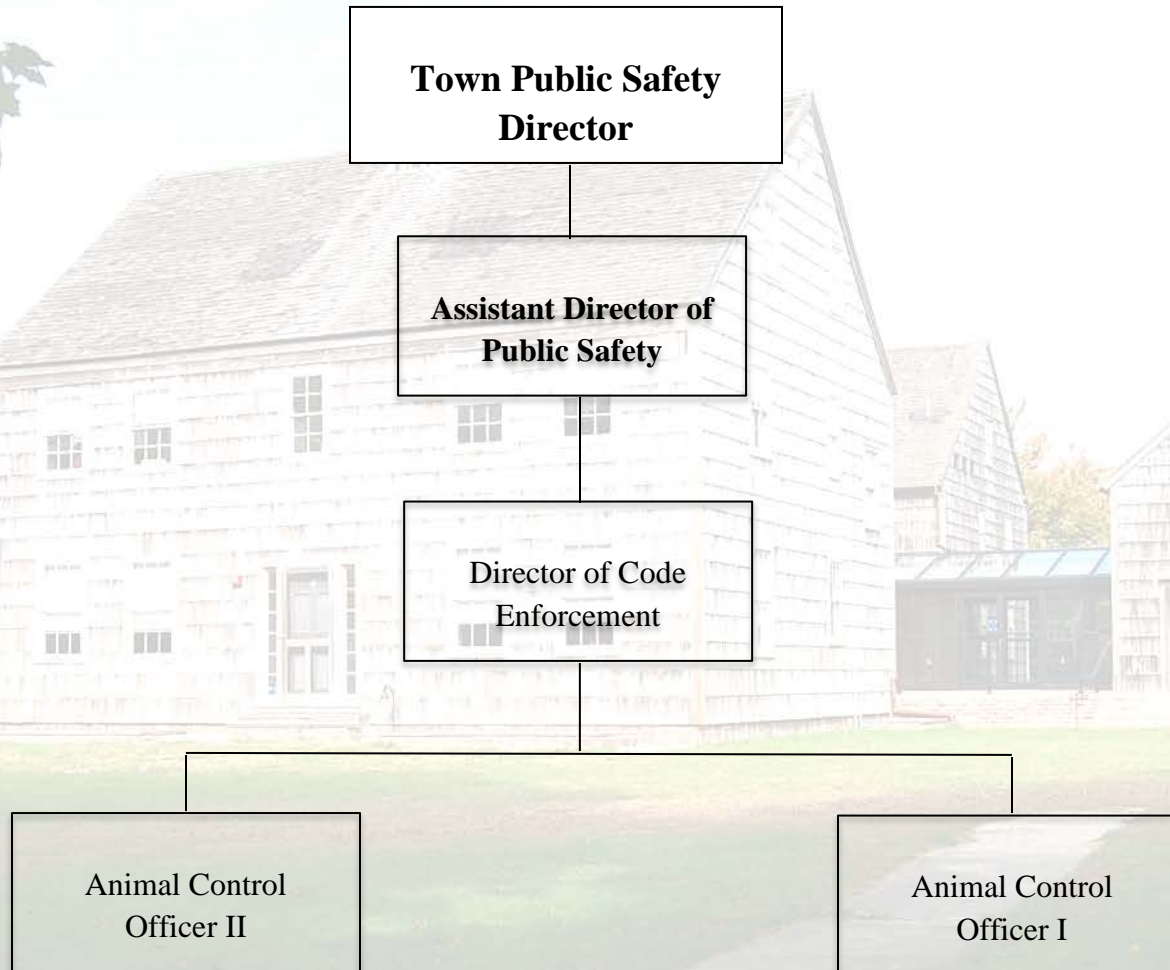 Town Public Safety
Director
Assistant Director of
Public Safety
Director of Code
Enforcement
Animal Control
Officer II
Animal Control
Officer I